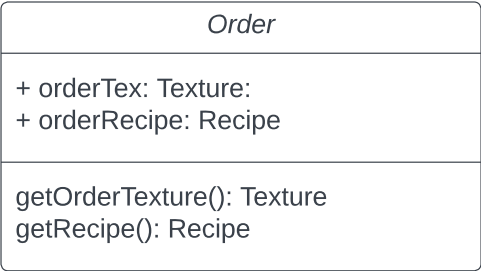 Order
+ orderTex: Texture:
+ orderRecipe: Recipe
getOrderTexture(): Texture
getRecipe(): Recipe